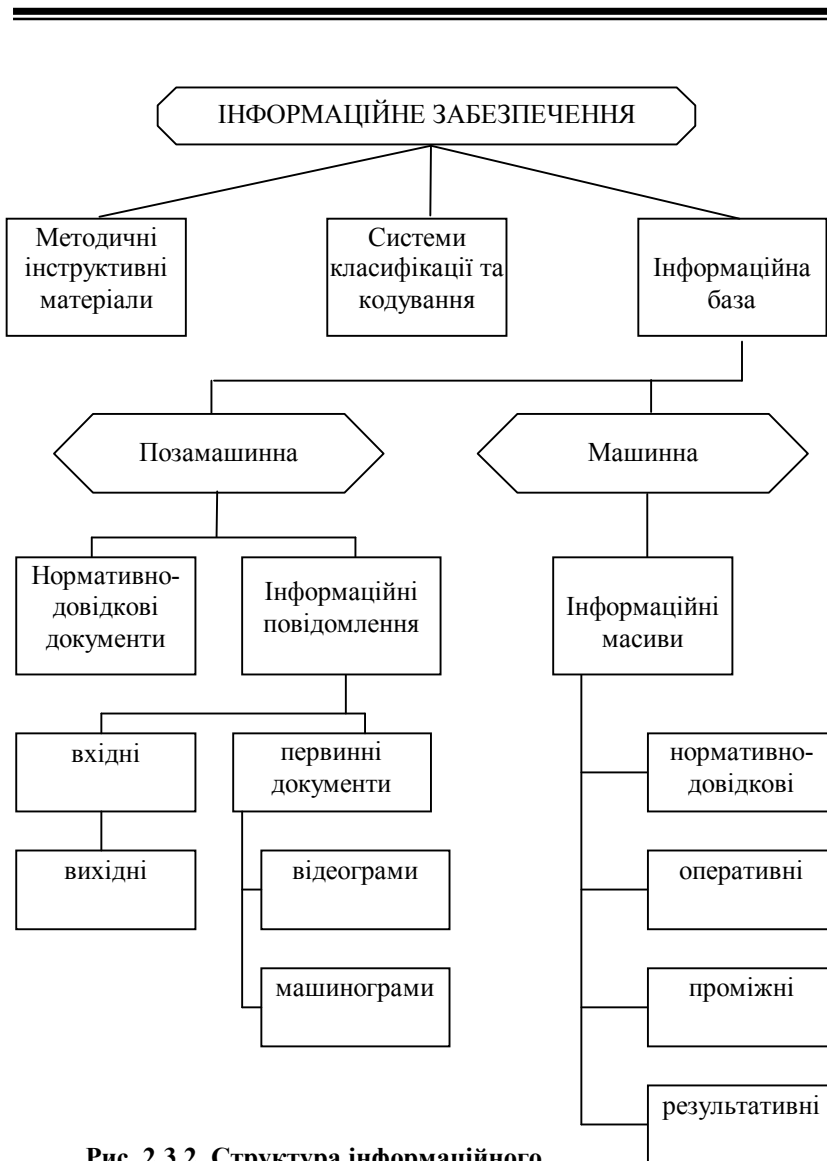 ІНФОРМАЦІЙНЕ ЗАБЕЗПЕЧЕННЯ
Методичні
інструктивні
матеріали
Системи
класифікації та
кодування
Інформаційна
база
Позамашинна
Машинна
Нормативно-
довідкові
документи
Інформаційні
повідомлення
Інформаційні
масиви
вхідні
первинні
документи
нормативно-
довідкові
вихідні
відеограми
оперативні
машинограми
проміжні
результативні
Рис. 2.3.2. Структура інформаційного